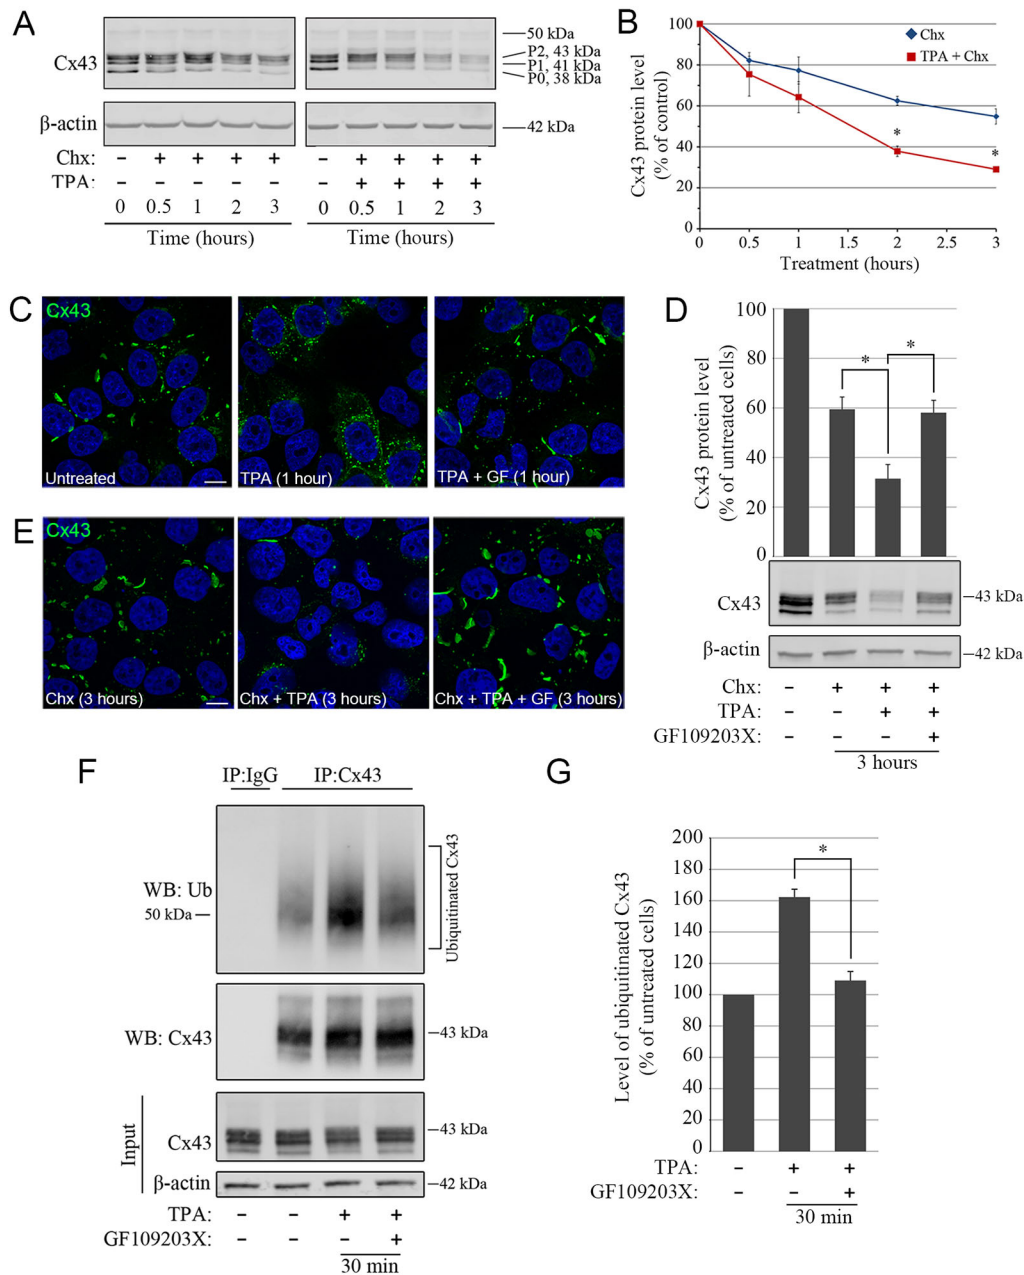 A
Cx43
50 kDa
P2, 43 kDa
P1, 41 kDa
P0, 38 kDa
β-actin
42 kDa
Chx: − + + + + − + + + +
TPA: − − − − − − + + + +
0 0.5 1 2 3 0 0.5 1 2 3
Time (hours) Time (hours)
B
Cx43 protein level
(% of control)
100
80
60
40
20
0
Chx
TPA + Chx
*
*
0 0.5 1 1.5 2 2.5 3
Treatment (hours)
C
Cx43
Untreated
TPA (1 hour)
TPA + GF (1 hour)
D
Cx43 protein level
(% of untreated cells)
100
80
60
40
20
0
* *
Cx43
43 kDa
β-actin
42 kDa
Chx: − + + +
TPA: − − + +
GF109203X: − − − +
3 hours
E
Cx43
Chx (3 hours)
Chx + TPA (3 hours)
Chx + TPA + GF (3 hours)
F
IP:IgG IP:Cx43
WB: Ub
50 kDa
Ubiquitinated Cx43
WB: Cx43
43 kDa
Input
Cx43
43 kDa
β-actin
42 kDa
TPA: − − + +
GF109203X: − − − +
30 min
G
Level of ubiquitinated Cx43
(% of untreated cells)
200
180
160
140
120
100
80
60
40
20
0
*
TPA: − + +
GF109203X: − − +
30 min